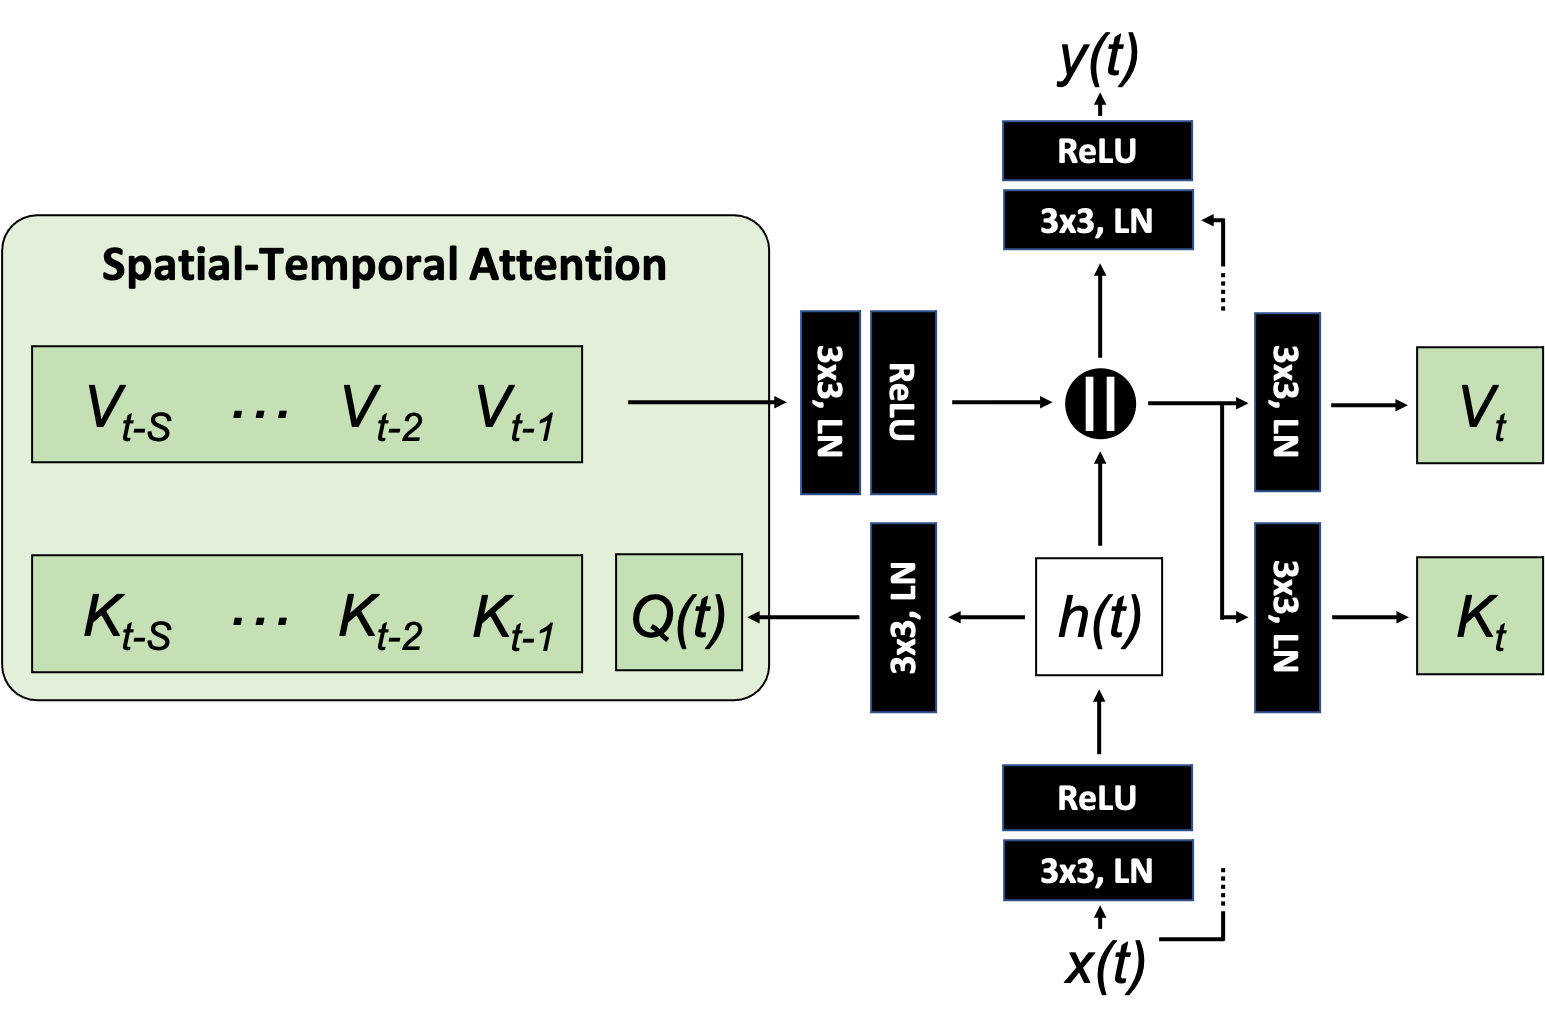 y(t)
ReLU
3x3, LN
Spatial-Temporal Attention
V_{t-S} ... V_{t-2} V_{t-1}
3x3, LN
ReLU
||
3x3, LN
V_t
K_{t-S} ... K_{t-2} K_{t-1}
Q(t)
3x3, LN
h(t)
3x3, LN
K_t
ReLU
3x3, LN
x(t)